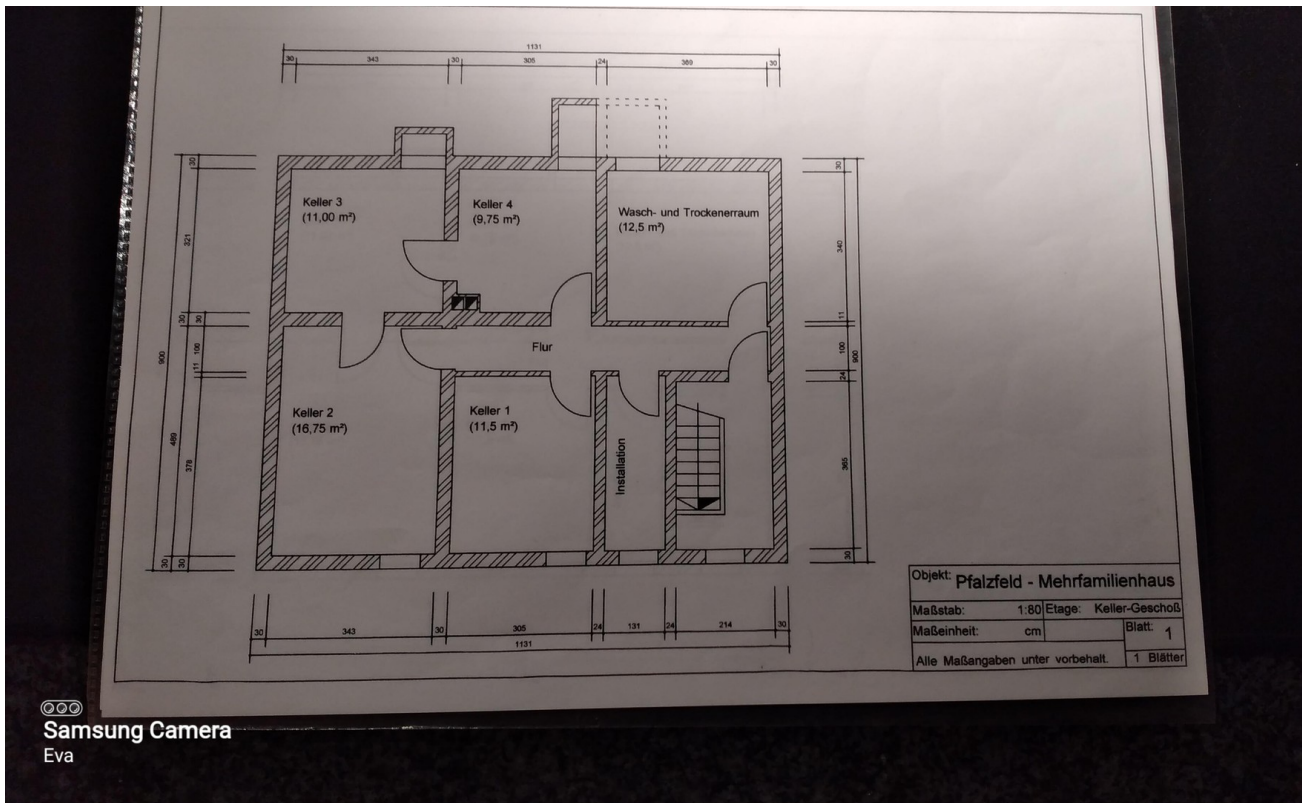 1131
30 343 30 305 24 389 30
Keller 3
(11,00 m²)
Keller 4
(9,75 m²)
Wasch- und Trockenerraum
(12,5 m²)
30
321
30
30
100
11
900
489
378
30
30
30
340
11
100
900
24
365
30
Flur
Keller 2
(16,75 m²)
Keller 1
(11,5 m²)
Installation
30 343 30 305 24 131 24 214 30
1131
Objekt: Pfalzfeld - Mehrfamilienhaus
Maßstab: 1:80 Etage: Keller-Geschoß
Maßeinheit: cm Blatt: 1
Alle Maßangaben unter vorbehalt. 1 Blätter
Samsung Camera
Eva